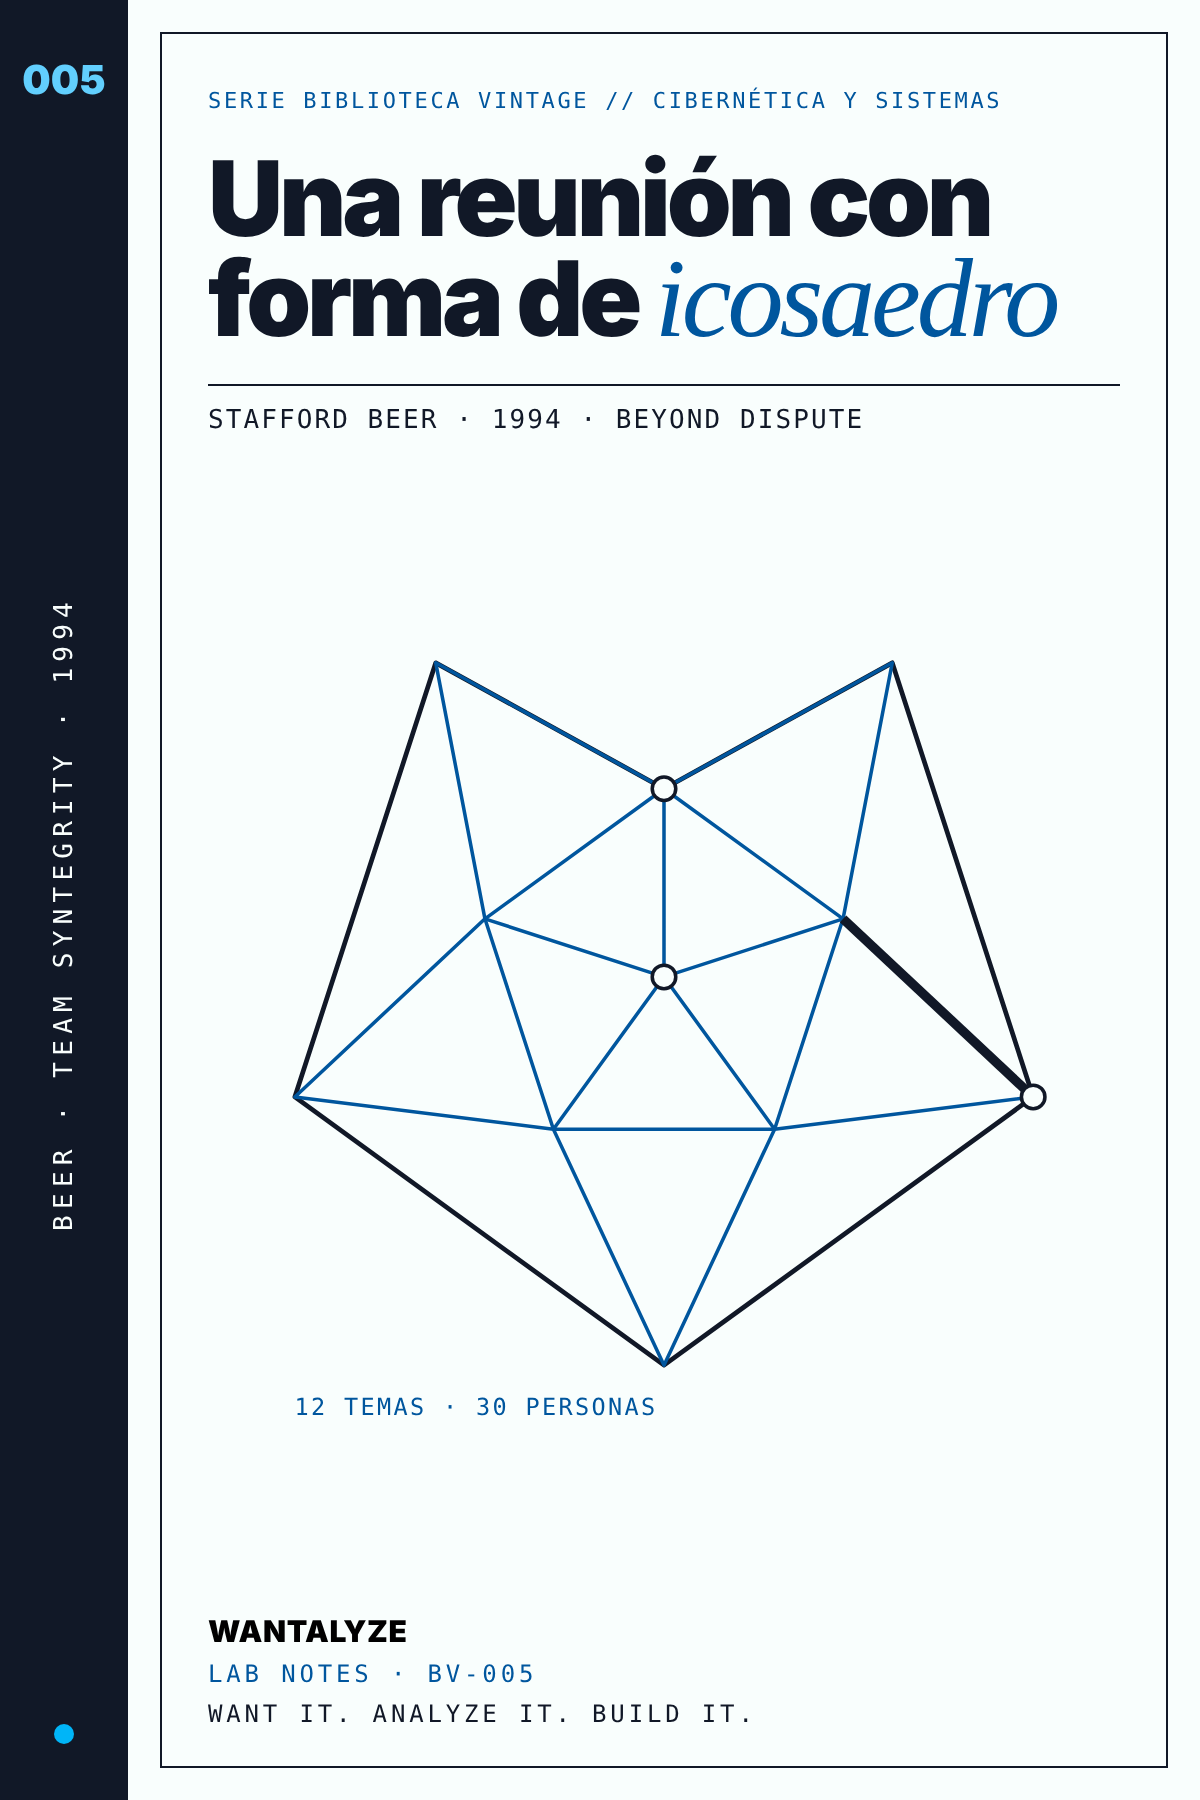 005
BEER · TEAM SYNTEGRITY · 1994
SERIE BIBLIOTECA VINTAGE // CIBERNÉTICA Y SISTEMAS
Una reunión con
forma de icosaedro
STAFFORD BEER · 1994 · BEYOND DISPUTE
12 TEMAS · 30 PERSONAS
WANTALYZE
LAB NOTES · BV-005
WANT IT. ANALYZE IT. BUILD IT.